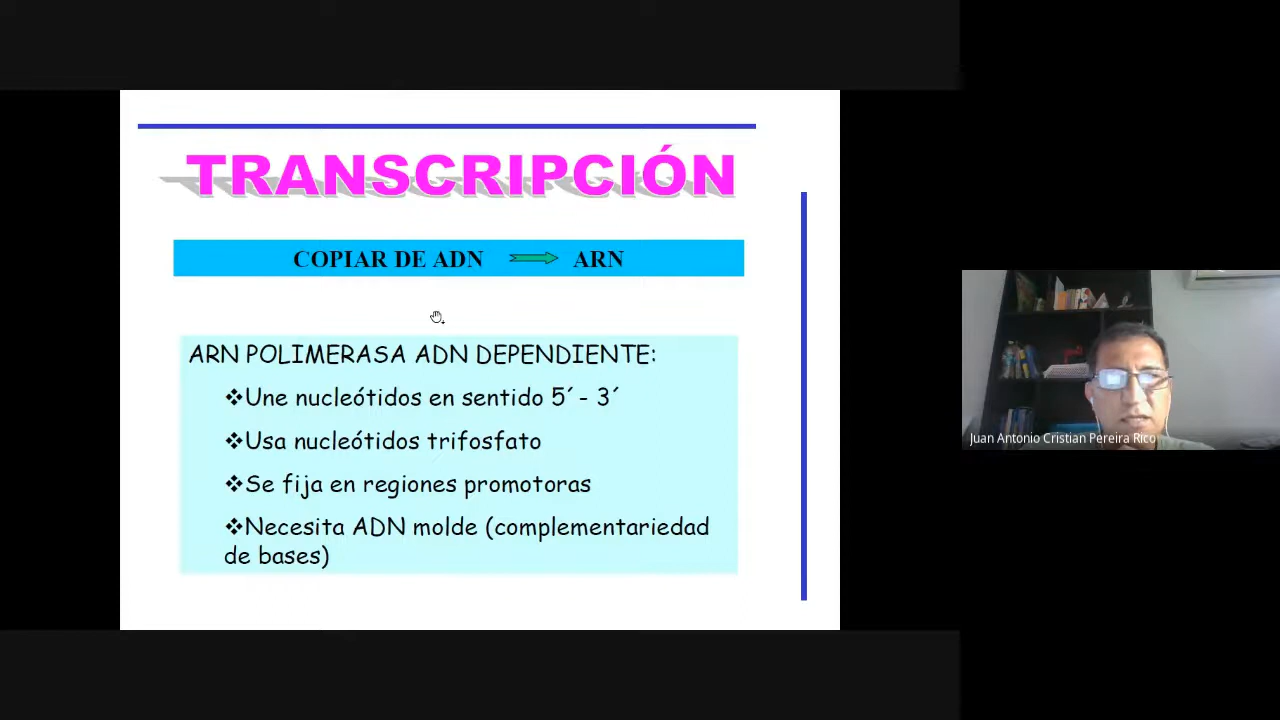 TRANSCRIPCIÓN
COPIAR DE ADN ARN
ARN POLIMERASA ADN DEPENDIENTE:
❖Une nucleótidos en sentido 5´- 3´
❖Usa nucleótidos trifosfato
❖Se fija en regiones promotoras
❖Necesita ADN molde (complementariedad
de bases)
Juan Antonio Cristian Pereira Rico